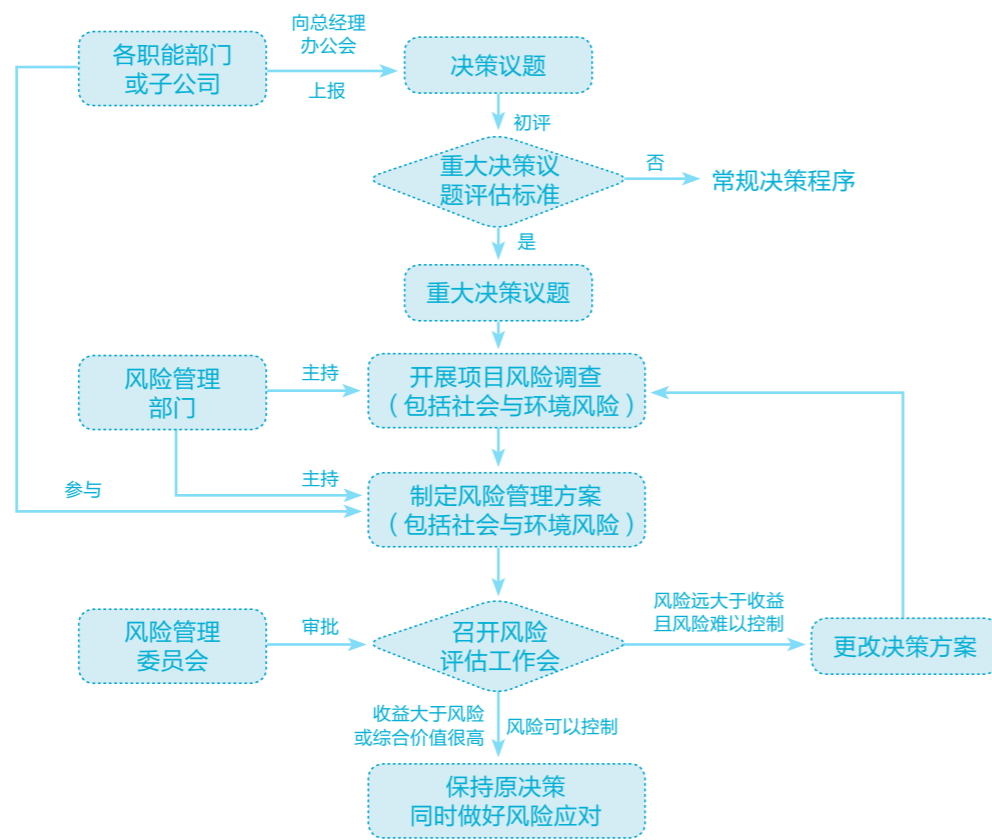 各职能部门
或子公司
向总经理
办公会
上报
决策议题
初评
重大决策议
题评估标准
否
常规决策程序
是
重大决策议题
风险管理
部门
主持
开展项目风险调查
（包括社会与环境风险）
参与
主持
制定风险管理方案
（包括社会与环境风险）
风险管理
委员会
审批
召开风险
评估工作会
风险远大于收益
且风险难以控制
更改决策方案
收益大于风险
或综合价值很高
风险可以控制
保持原决策
同时做好风险应对